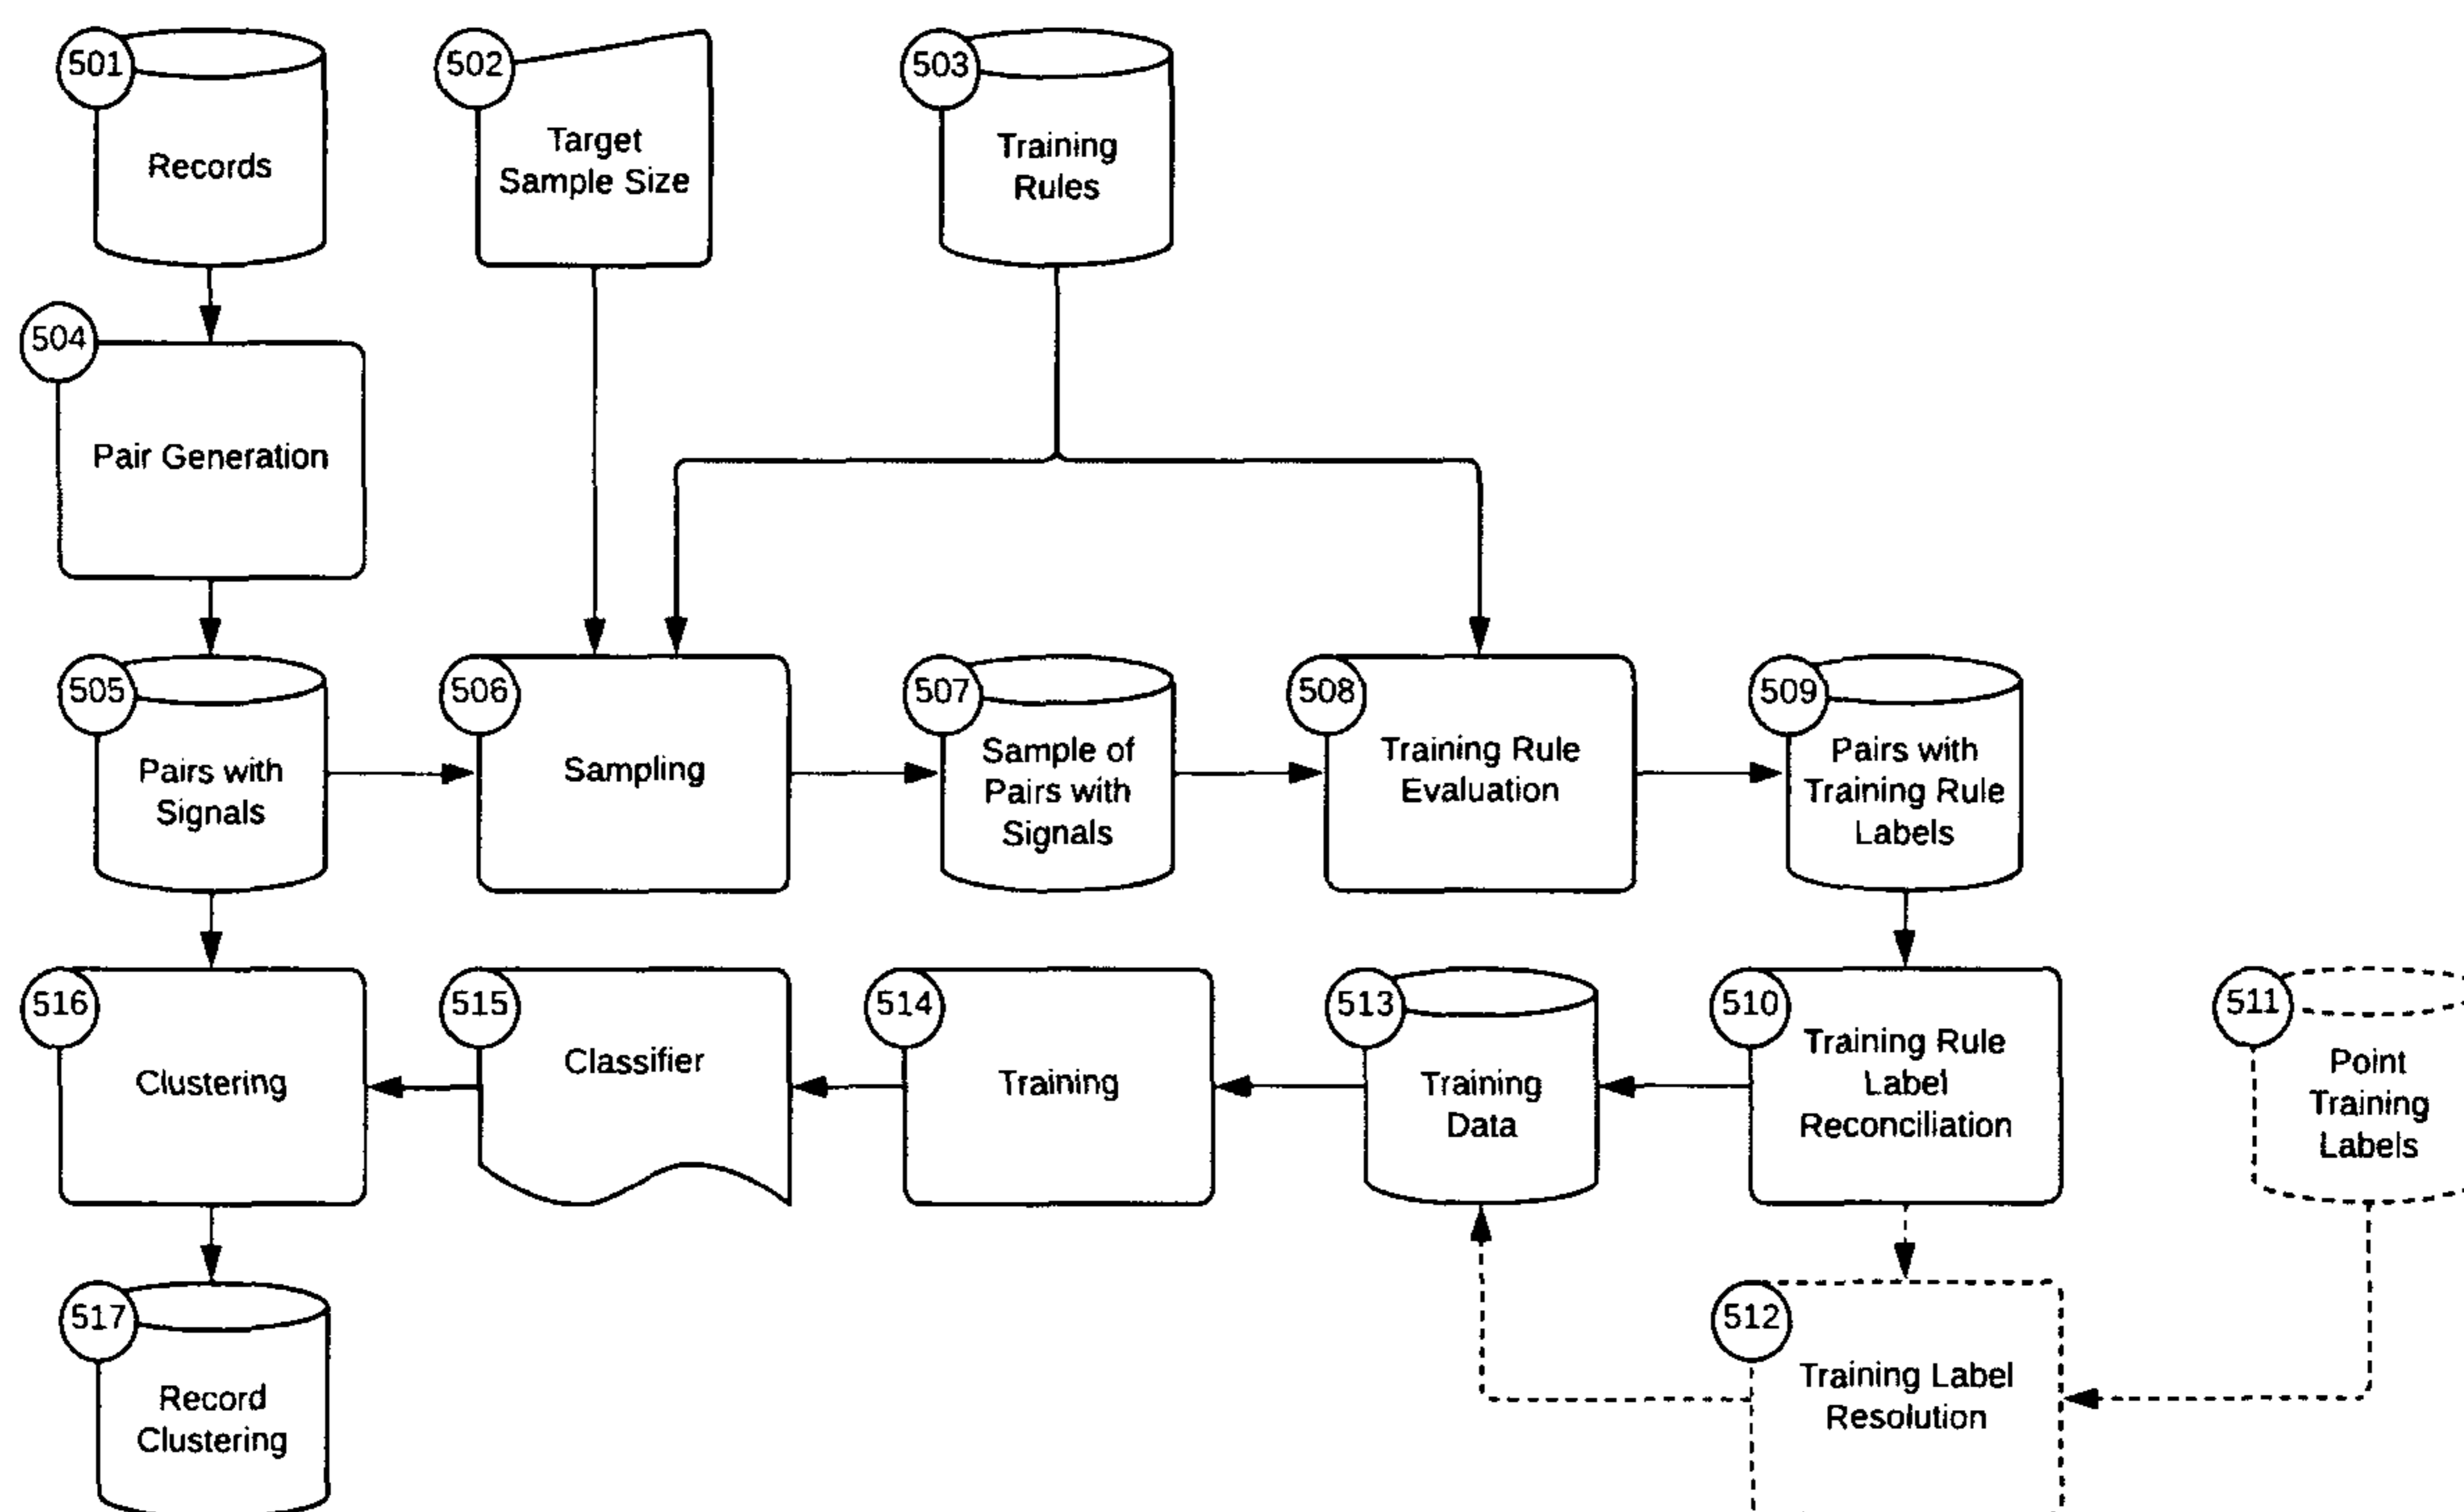 501
Records
502
Target
Sample Size
503
Training
Rules
504
Pair Generation
505
Pairs with
Signals
506
Sampling
507
Sample of
Pairs with
Signals
508
Training Rule
Evaluation
509
Pairs with
Training Rule
Labels
516
Clustering
515
Classifier
514
Training
513
Training
Data
510
Training Rule
Label
Reconciliation
511
Point
Training
Labels
517
Record
Clustering
512
Training Label
Resolution